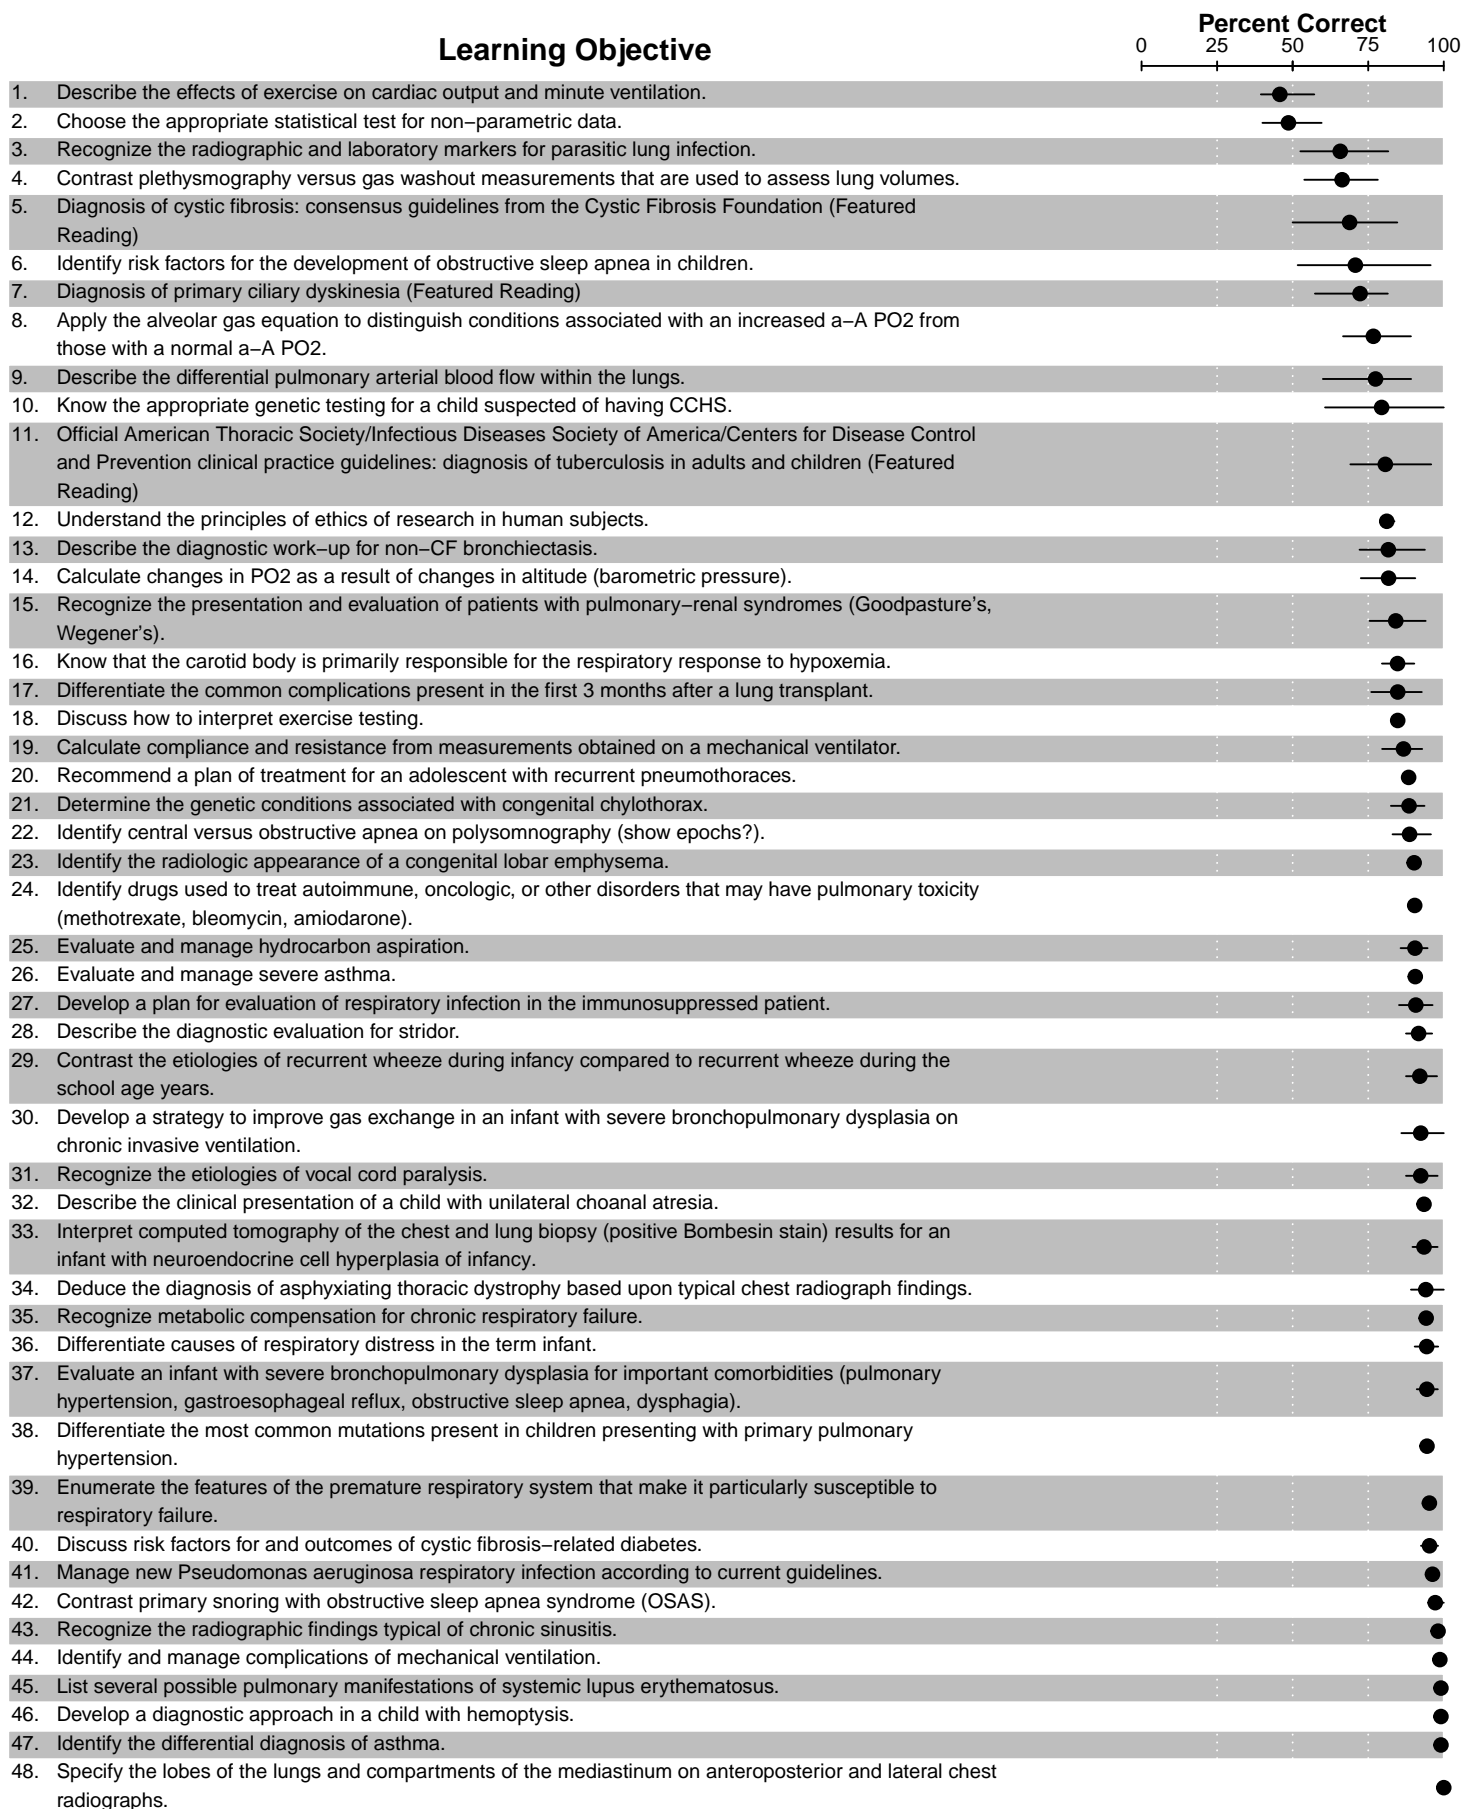 Percent Correct
Learning Objective
0 25 50 75 100
1. Describe the effects of exercise on cardiac output and minute ventilation.
2. Choose the appropriate statistical test for non−parametric data.
3. Recognize the radiographic and laboratory markers for parasitic lung infection.
4. Contrast plethysmography versus gas washout measurements that are used to assess lung volumes.
5. Diagnosis of cystic fibrosis: consensus guidelines from the Cystic Fibrosis Foundation (Featured
Reading)
6. Identify risk factors for the development of obstructive sleep apnea in children.
7. Diagnosis of primary ciliary dyskinesia (Featured Reading)
8. Apply the alveolar gas equation to distinguish conditions associated with an increased a−A PO2 from
those with a normal a−A PO2.
9. Describe the differential pulmonary arterial blood flow within the lungs.
10. Know the appropriate genetic testing for a child suspected of having CCHS.
11. Official American Thoracic Society/Infectious Diseases Society of America/Centers for Disease Control
and Prevention clinical practice guidelines: diagnosis of tuberculosis in adults and children (Featured
Reading)
12. Understand the principles of ethics of research in human subjects.
13. Describe the diagnostic work−up for non−CF bronchiectasis.
14. Calculate changes in PO2 as a result of changes in altitude (barometric pressure).
15. Recognize the presentation and evaluation of patients with pulmonary−renal syndromes (Goodpasture's,
Wegener's).
16. Know that the carotid body is primarily responsible for the respiratory response to hypoxemia.
17. Differentiate the common complications present in the first 3 months after a lung transplant.
18. Discuss how to interpret exercise testing.
19. Calculate compliance and resistance from measurements obtained on a mechanical ventilator.
20. Recommend a plan of treatment for an adolescent with recurrent pneumothoraces.
21. Determine the genetic conditions associated with congenital chylothorax.
22. Identify central versus obstructive apnea on polysomnography (show epochs?).
23. Identify the radiologic appearance of a congenital lobar emphysema.
24. Identify drugs used to treat autoimmune, oncologic, or other disorders that may have pulmonary toxicity
(methotrexate, bleomycin, amiodarone).
25. Evaluate and manage hydrocarbon aspiration.
26. Evaluate and manage severe asthma.
27. Develop a plan for evaluation of respiratory infection in the immunosuppressed patient.
28. Describe the diagnostic evaluation for stridor.
29. Contrast the etiologies of recurrent wheeze during infancy compared to recurrent wheeze during the
school age years.
30. Develop a strategy to improve gas exchange in an infant with severe bronchopulmonary dysplasia on
chronic invasive ventilation.
31. Recognize the etiologies of vocal cord paralysis.
32. Describe the clinical presentation of a child with unilateral choanal atresia.
33. Interpret computed tomography of the chest and lung biopsy (positive Bombesin stain) results for an
infant with neuroendocrine cell hyperplasia of infancy.
34. Deduce the diagnosis of asphyxiating thoracic dystrophy based upon typical chest radiograph findings.
35. Recognize metabolic compensation for chronic respiratory failure.
36. Differentiate causes of respiratory distress in the term infant.
37. Evaluate an infant with severe bronchopulmonary dysplasia for important comorbidities (pulmonary
hypertension, gastroesophageal reflux, obstructive sleep apnea, dysphagia).
38. Differentiate the most common mutations present in children presenting with primary pulmonary
hypertension.
39. Enumerate the features of the premature respiratory system that make it particularly susceptible to
respiratory failure.
40. Discuss risk factors for and outcomes of cystic fibrosis−related diabetes.
41. Manage new Pseudomonas aeruginosa respiratory infection according to current guidelines.
42. Contrast primary snoring with obstructive sleep apnea syndrome (OSAS).
43. Recognize the radiographic findings typical of chronic sinusitis.
44. Identify and manage complications of mechanical ventilation.
45. List several possible pulmonary manifestations of systemic lupus erythematosus.
46. Develop a diagnostic approach in a child with hemoptysis.
47. Identify the differential diagnosis of asthma.
48. Specify the lobes of the lungs and compartments of the mediastinum on anteroposterior and lateral chest
radiographs.